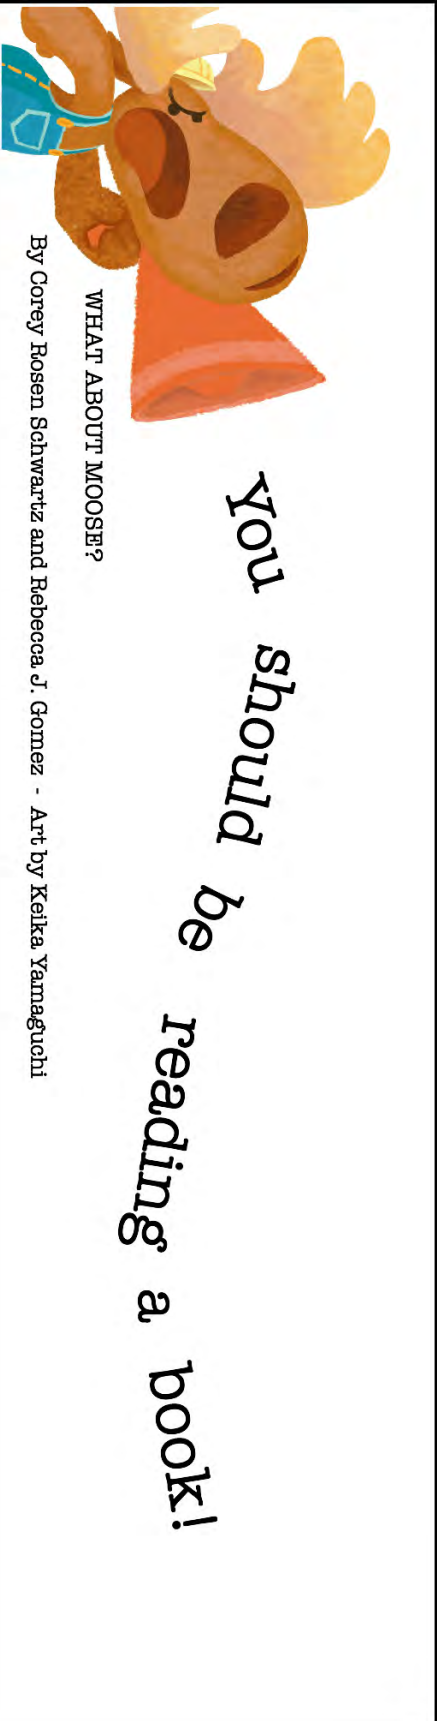 You should be reading a book!
WHAT ABOUT MOOSE?
By Corey Rosen Schwartz and Rebecca J. Gomez - Art by Keika Yamaguchi